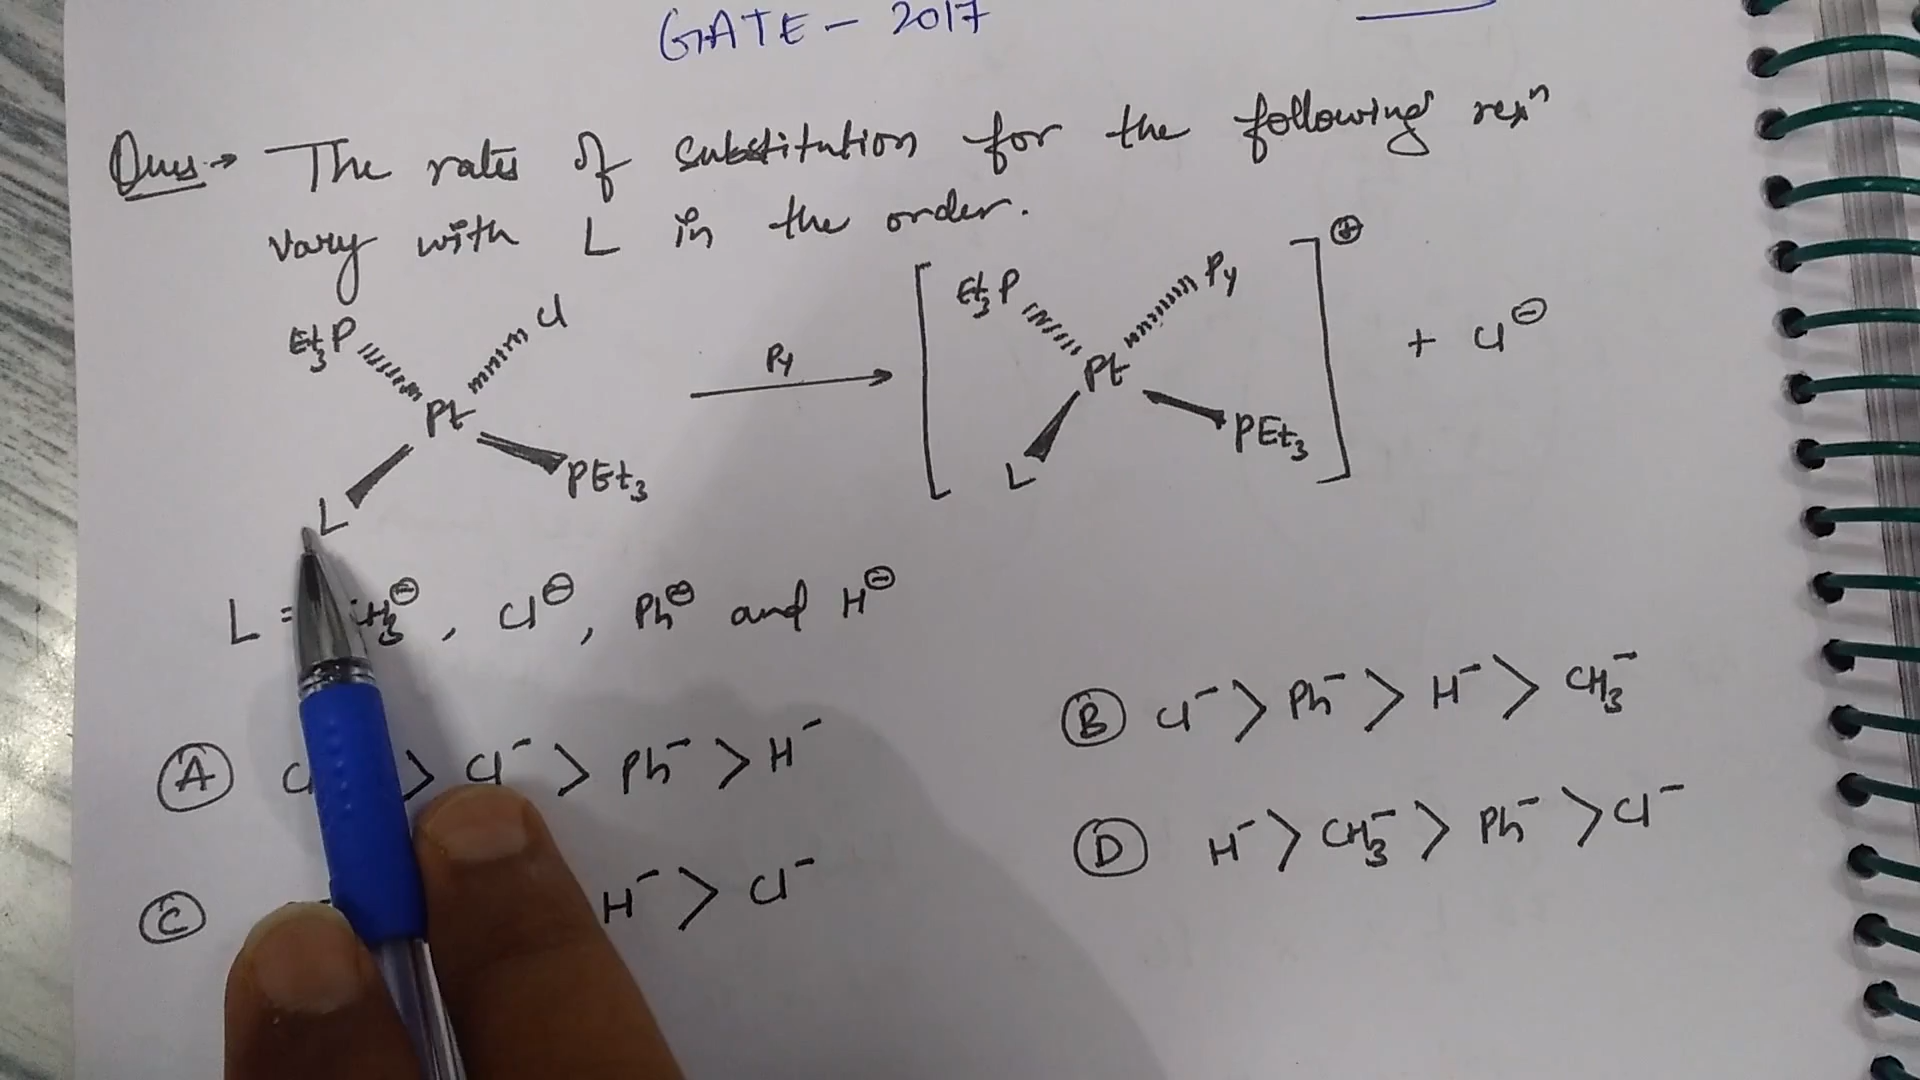 GATE - 2017
Ques → The rates of substitution for the following rexⁿ
vary with L in the order.
Et₃P Cl Pt L PEt₃
Py
[ Et₃P Py Pt L PEt₃ ]⊕ + Cl⊖
L = CH₃⊖, Cl⊖, Ph⊖ and H⊖
(A) > Cl⁻ > Ph⁻ > H⁻
(B) Cl⁻ > Ph⁻ > H⁻ > CH₃⁻
(C) H⁻ > Cl⁻
(D) H⁻ > CH₃⁻ > Ph⁻ > Cl⁻